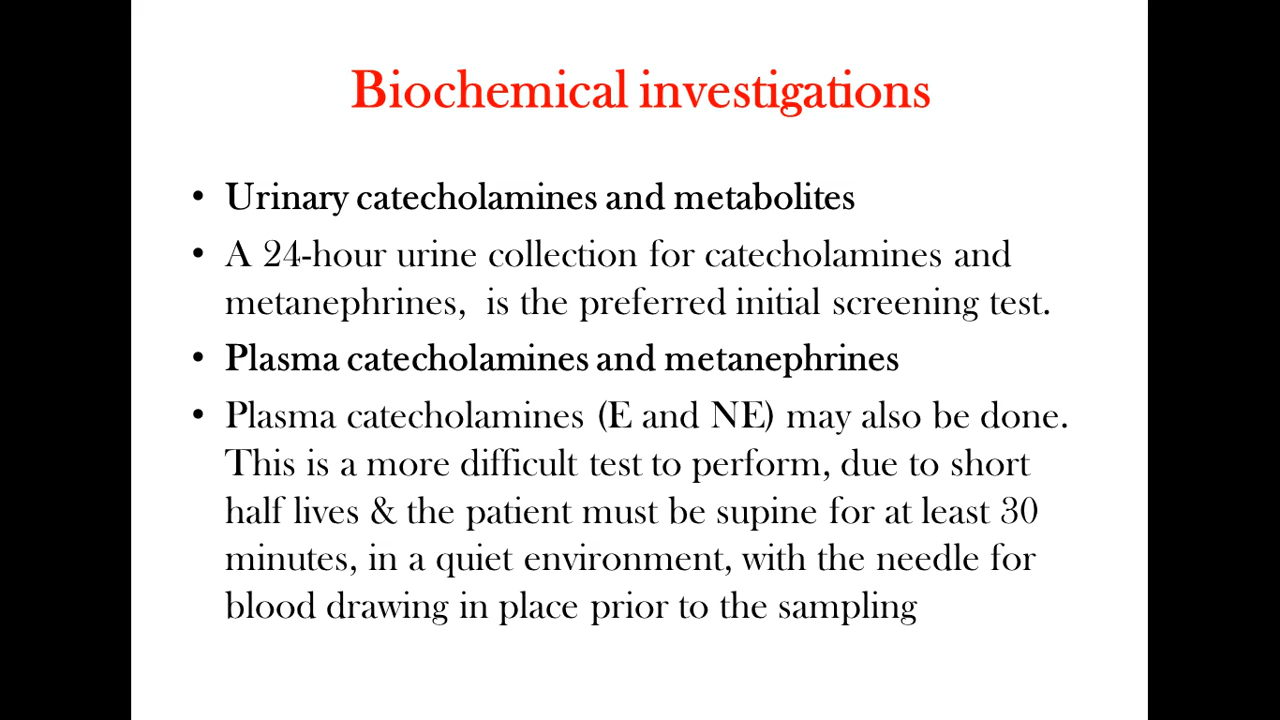 Biochemical investigations
• Urinary catecholamines and metabolites
• A 24-hour urine collection for catecholamines and
metanephrines,  is the preferred initial screening test.
• Plasma catecholamines and metanephrines
• Plasma catecholamines (E and NE) may also be done.
This is a more difficult test to perform, due to short
half lives & the patient must be supine for at least 30
minutes, in a quiet environment, with the needle for
blood drawing in place prior to the sampling